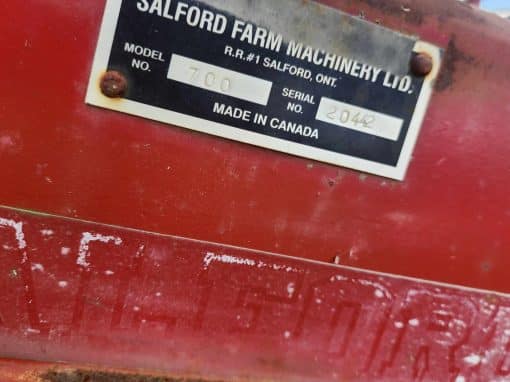 SALFORD FARM MACHINERY LTD.
R.R.#1 SALFORD, ONT.
MODEL NO. 700
SERIAL NO. 2042
MADE IN CANADA